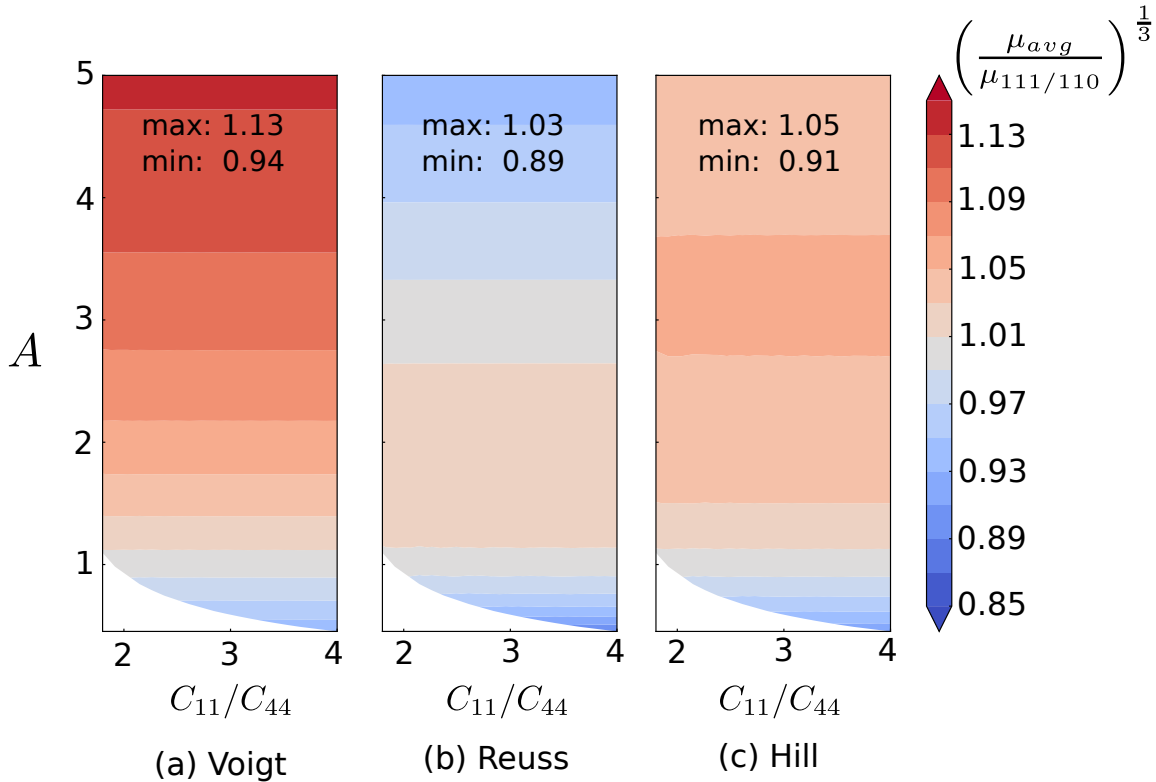 (μavg / μ111/110)^1/3
5
4
3
2
1
A
max: 1.13
min: 0.94
max: 1.03
min: 0.89
max: 1.05
min: 0.91
1.13
1.09
1.05
1.01
0.97
0.93
0.89
0.85
2 3 4
2 3 4
2 3 4
C11/C44
C11/C44
C11/C44
(a) Voigt
(b) Reuss
(c) Hill